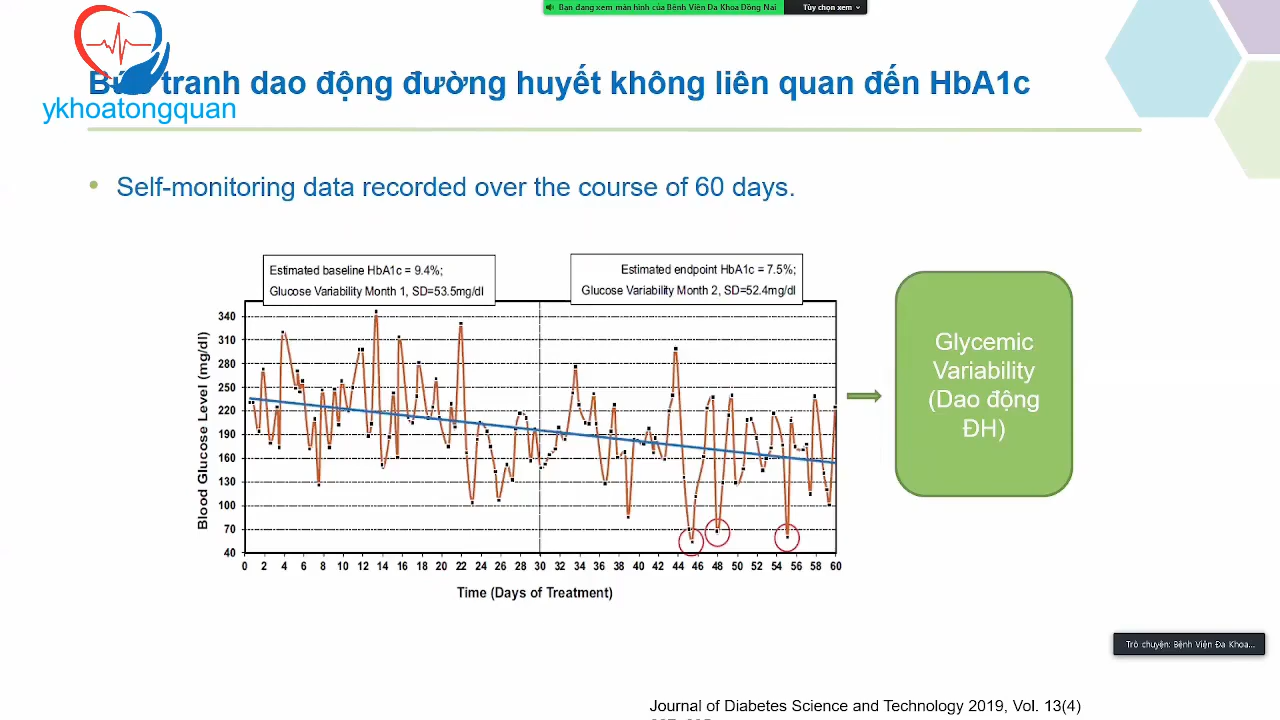 Bạn đang xem màn hình của Bệnh Viện Đa Khoa Đồng Nai
Tùy chọn xem
tranh dao động đường huyết không liên quan đến HbA1c
ykhoatongquan
• Self-monitoring data recorded over the course of 60 days.
Estimated baseline HbA1c = 9.4%;
Glucose Variability Month 1, SD=53.5mg/dl
Estimated endpoint HbA1c = 7.5%;
Glucose Variability Month 2, SD=52.4mg/dl
Blood Glucose Level (mg/dl)
340
310
280
250
220
190
160
130
100
70
40
0 2 4 6 8 10 12 14 16 18 20 22 24 26 28 30 32 34 36 38 40 42 44 46 48 50 52 54 56 58 60
Time (Days of Treatment)
Glycemic
Variability
(Dao động
ĐH)
Trò chuyện: Bệnh Viện Đa Khoa...
Journal of Diabetes Science and Technology 2019, Vol. 13(4)